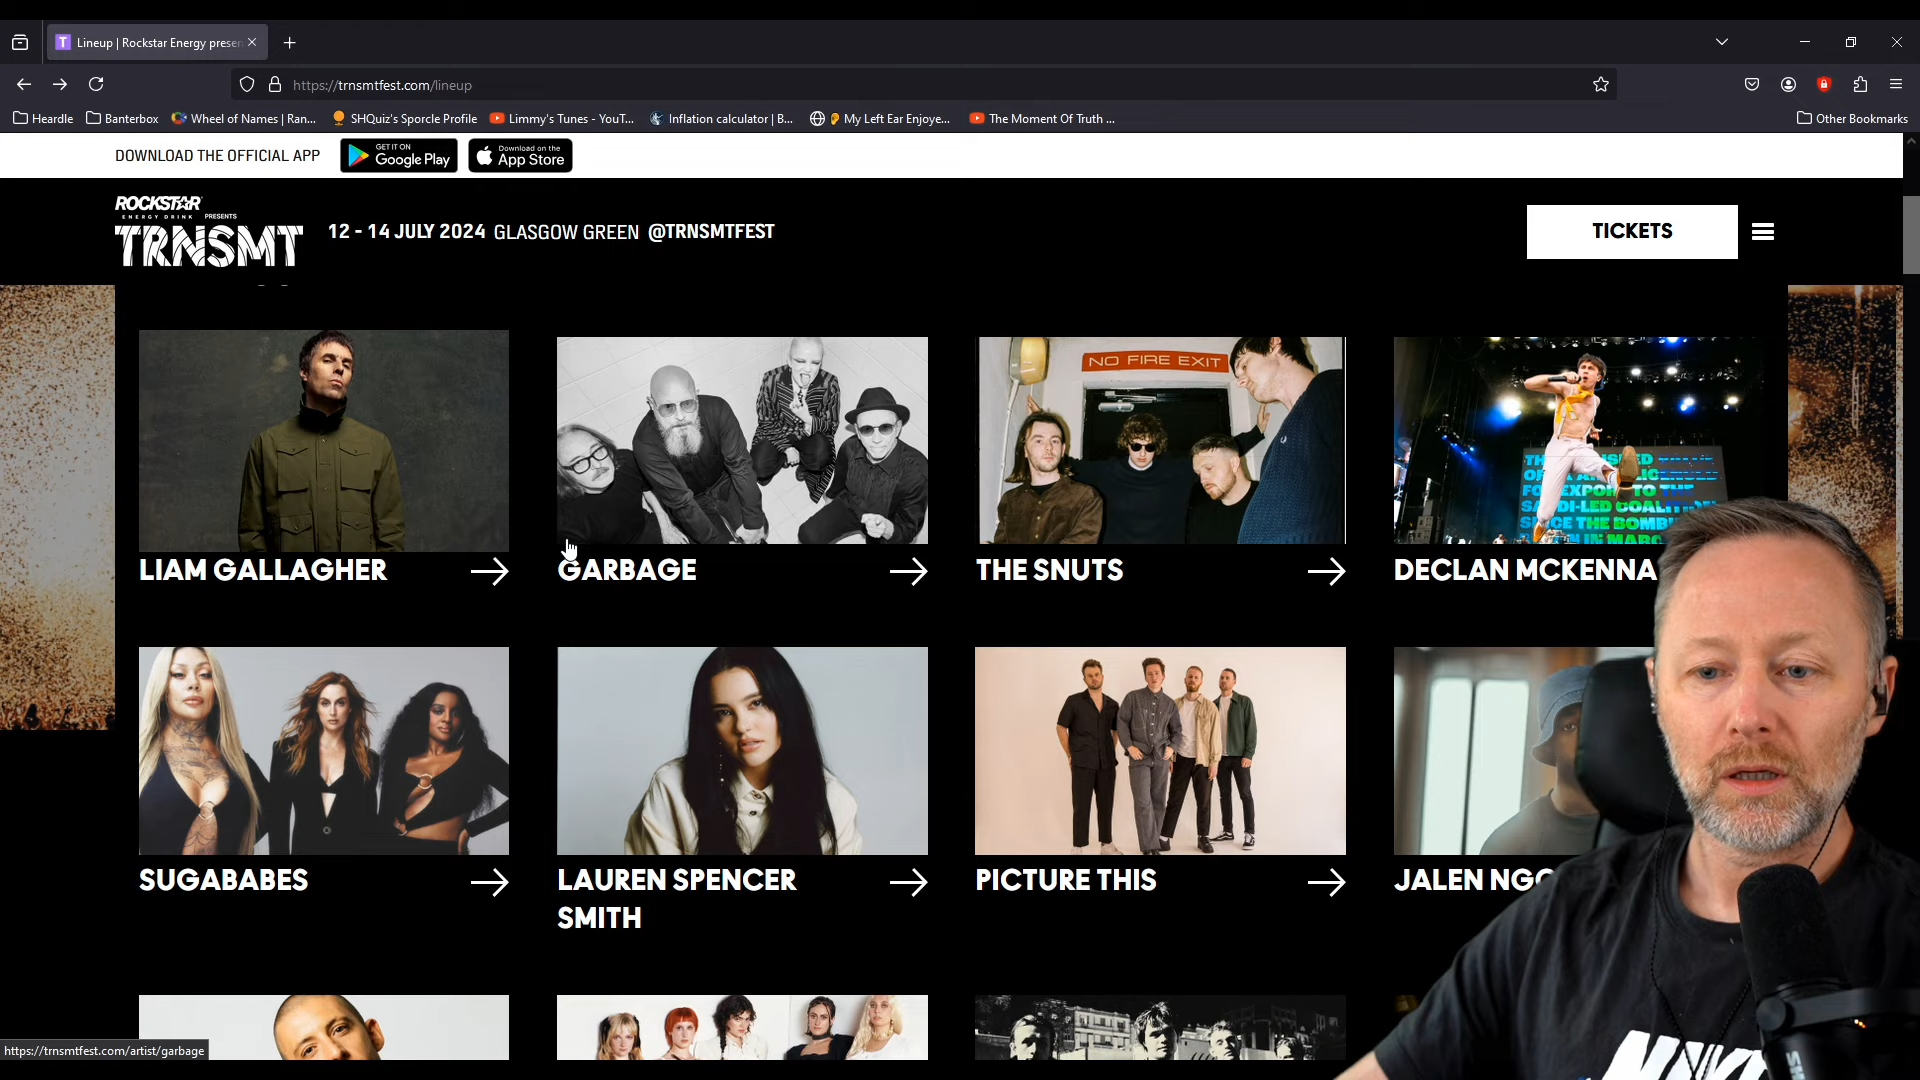 Lineup | Rockstar Energy presen
https://trnsmtfest.com/lineup
Heardle
Banterbox
Wheel of Names | Ran...
SHQuiz's Sporcle Profile
Limmy's Tunes - YouT...
Inflation calculator | B...
My Left Ear Enjoye...
The Moment Of Truth ...
Other Bookmarks
DOWNLOAD THE OFFICIAL APP
GET IT ON
Google Play
Download on the
App Store
ROCKSTAR
ENERGY DRINK PRESENTS
TRNSMT
12 - 14 JULY 2024 GLASGOW GREEN @TRNSMTFEST
TICKETS
NO FIRE EXIT
LIAM GALLAGHER
GARBAGE
THE SNUTS
DECLAN MCKENNA
SUGABABES
LAUREN SPENCER
SMITH
PICTURE THIS
JALEN NGO
https://trnsmtfest.com/artist/garbage